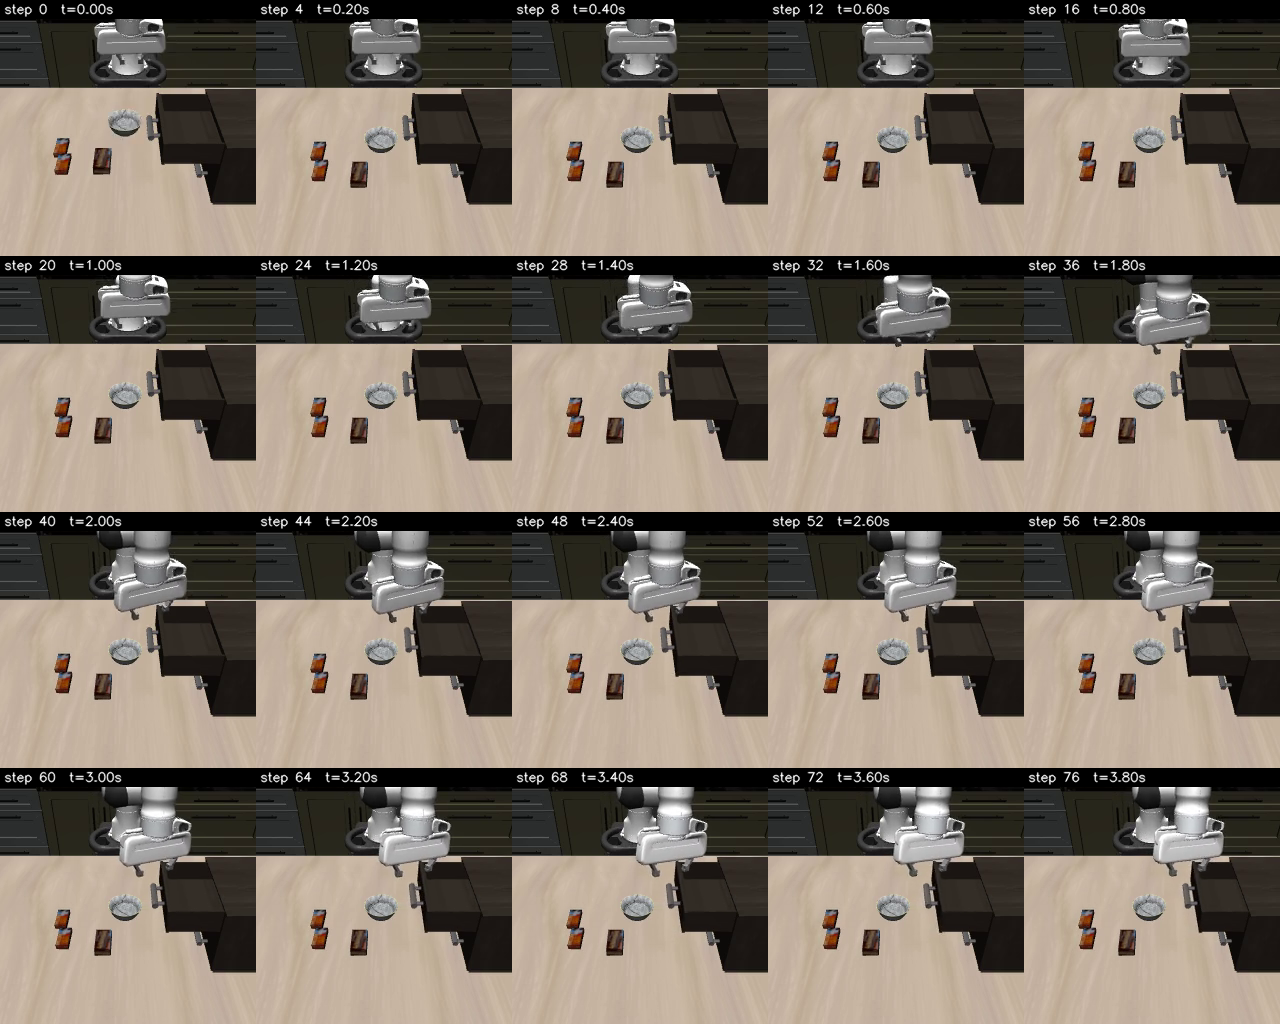 step 0 t=0.00s
step 4 t=0.20s
step 8 t=0.40s
step 12 t=0.60s
step 16 t=0.80s
step 20 t=1.00s
step 24 t=1.20s
step 28 t=1.40s
step 32 t=1.60s
step 36 t=1.80s
step 40 t=2.00s
step 44 t=2.20s
step 48 t=2.40s
step 52 t=2.60s
step 56 t=2.80s
step 60 t=3.00s
step 64 t=3.20s
step 68 t=3.40s
step 72 t=3.60s
step 76 t=3.80s